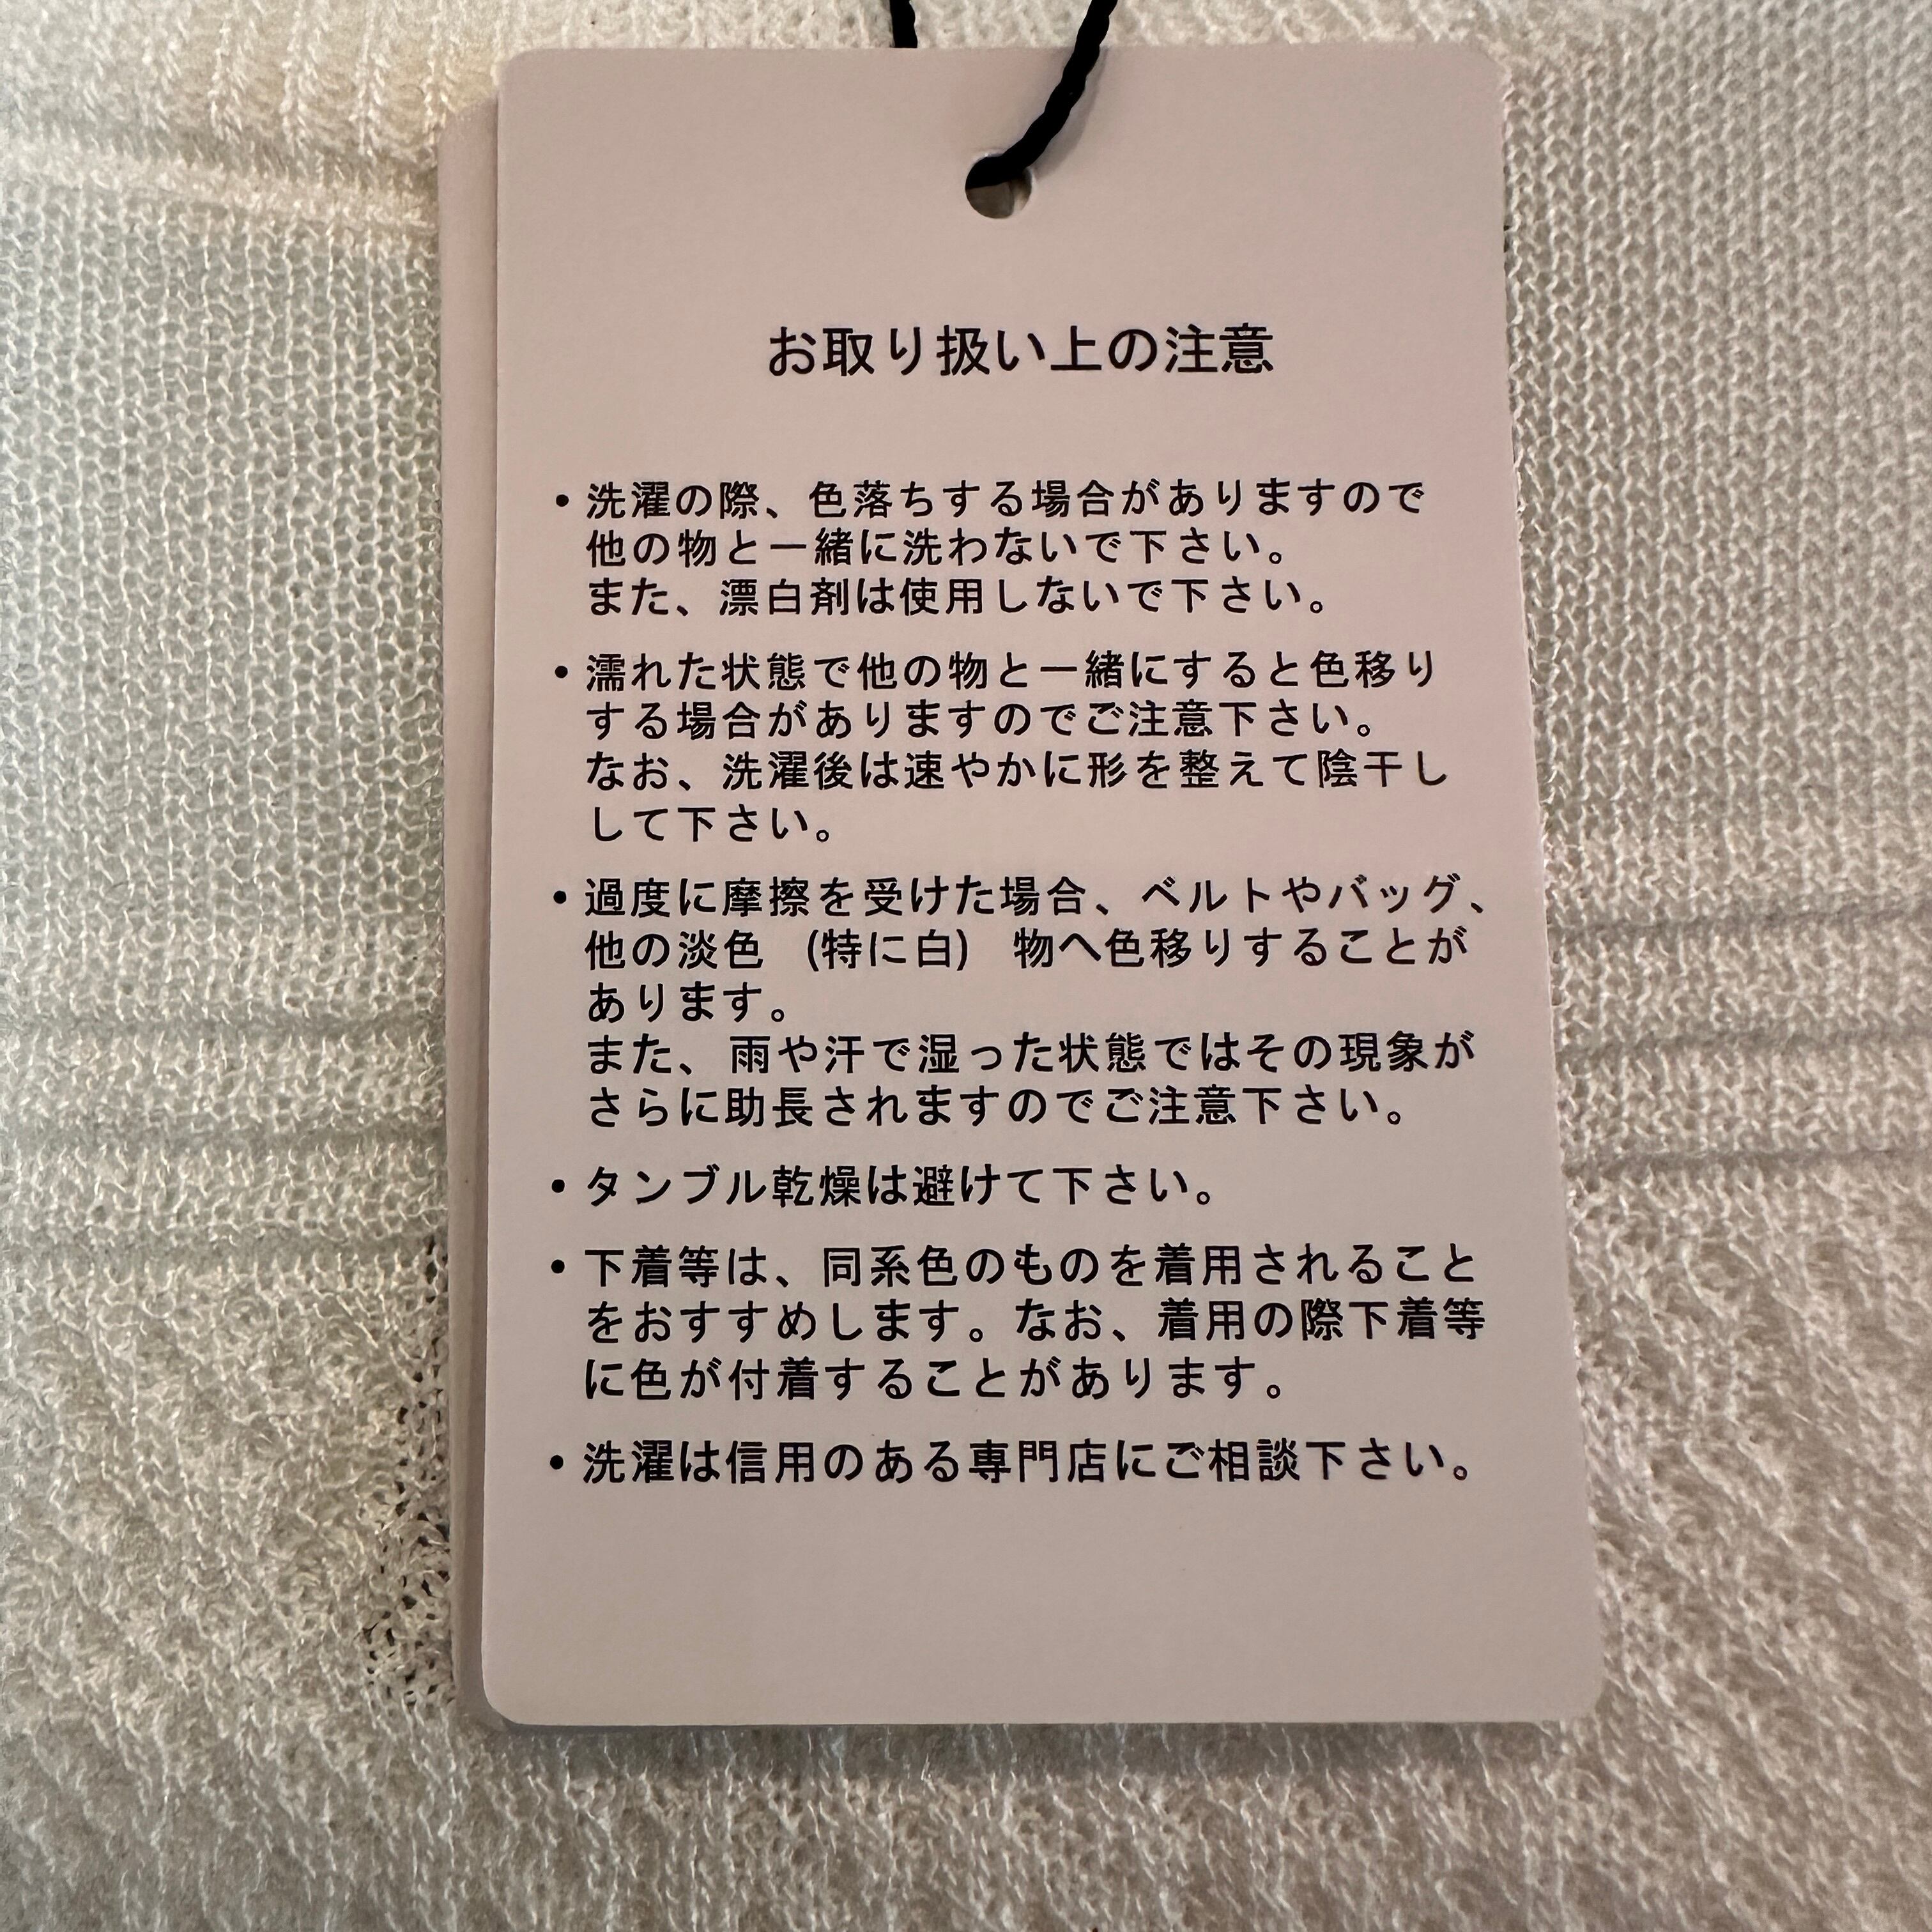 お取り扱い上の注意
・洗濯の際、色落ちする場合がありますので
他の物と一緒に洗わないで下さい。
また、漂白剤は使用しないで下さい。
・濡れた状態で他の物と一緒にすると色移り
する場合がありますのでご注意下さい。
なお、洗濯後は速やかに形を整えて陰干し
して下さい。
・過度に摩擦を受けた場合、ベルトやバッグ、
他の淡色 (特に白) 物へ色移りすることが
あります。
また、雨や汗で湿った状態ではその現象が
さらに助長されますのでご注意下さい。
・タンブル乾燥は避けて下さい。
・下着等は、同系色のものを着用されること
をおすすめします。なお、着用の際下着等
に色が付着することがあります。
・洗濯は信用のある専門店にご相談下さい。